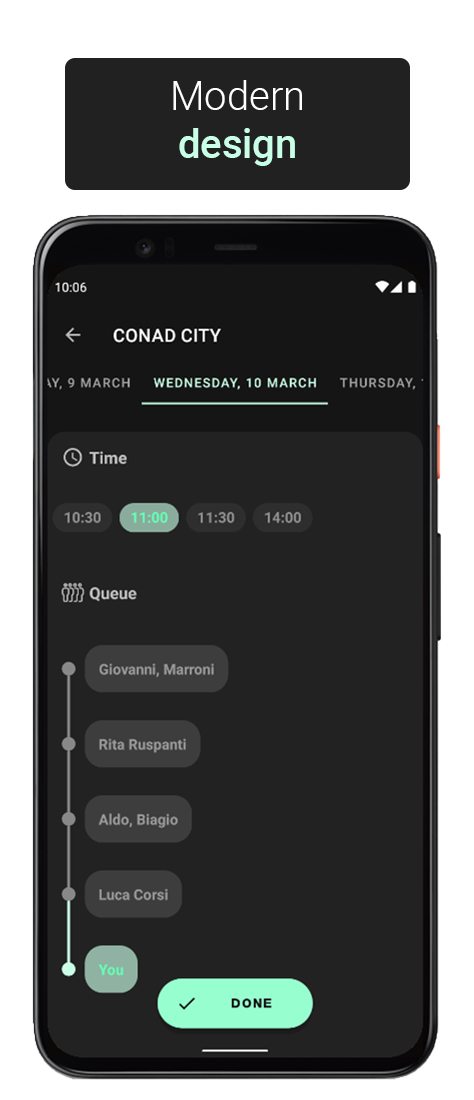 Modern
design
10:06
CONAD CITY
AY, 9 MARCH WEDNESDAY, 10 MARCH THURSDAY,
Time
10:30 11:00 11:30 14:00
Queue
Giovanni, Marroni
Rita Ruspanti
Aldo, Biagio
Luca Corsi
You
DONE